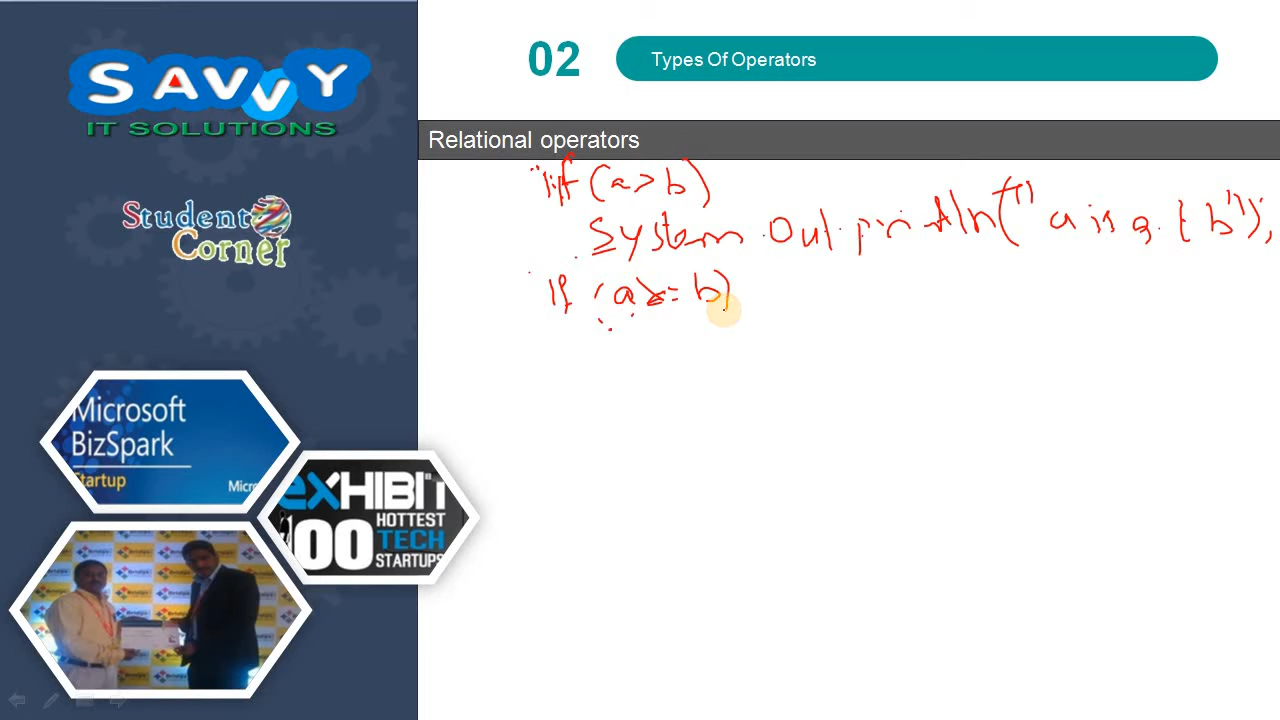 SAVVY
IT SOLUTIONS
Student
Corner
Microsoft
BizSpark
Startup
Micros
eXHIBIT
100
HOTTEST
TECH
STARTUPS
02
Types Of Operators
Relational operators
if (a > b)
System.Out.println(" a is g. t b");
if (a >= b)